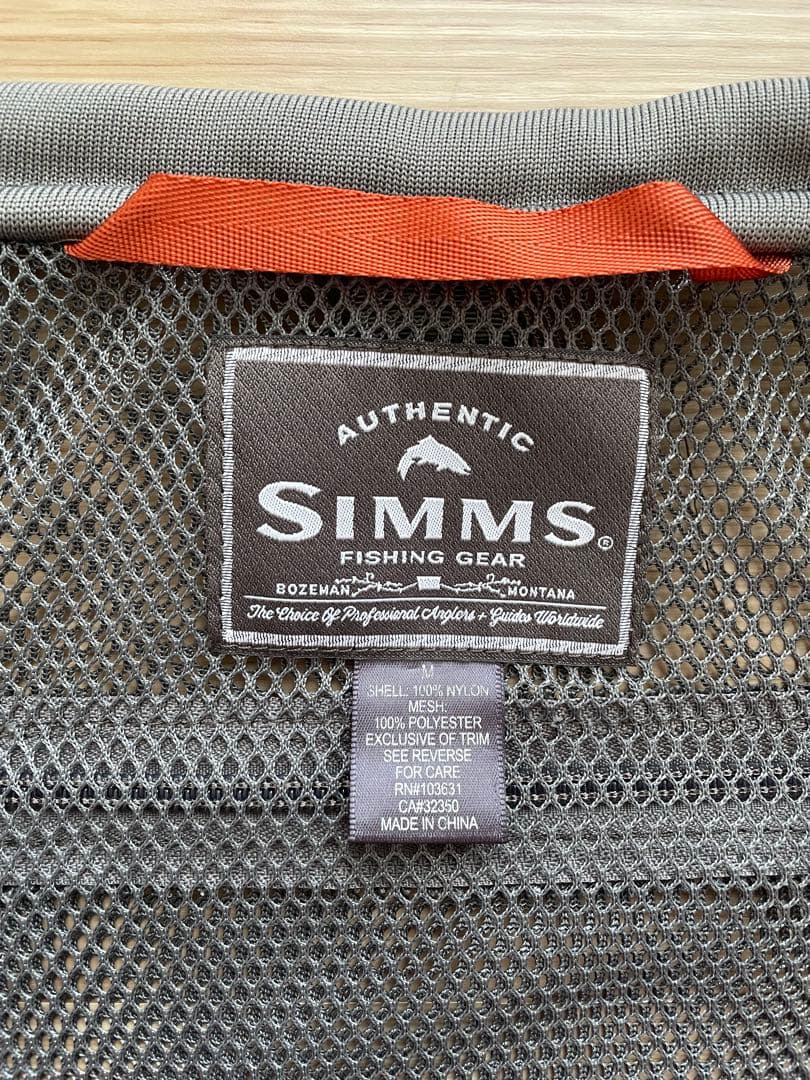 AUTHENTIC
SIMMS®
FISHING GEAR
BOZEMAN MONTANA
The Choice Of Professional Anglers + Guides Worldwide
M
SHELL: 100% NYLON
MESH:
100% POLYESTER
EXCLUSIVE OF TRIM
SEE REVERSE
FOR CARE
RN#103631
CA#32350
MADE IN CHINA